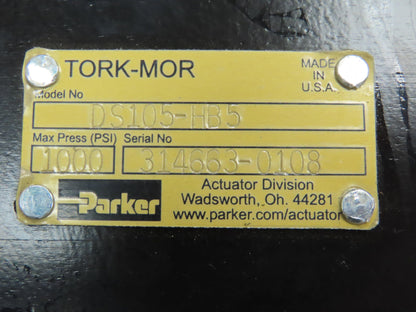 TORK-MOR
MADE
IN
U.S.A.
Model No
DS105-HB5
Max Press (PSI) Serial No
1000 314663-0108
Parker
Actuator Division
Wadsworth, Oh. 44281
www.parker.com/actuator